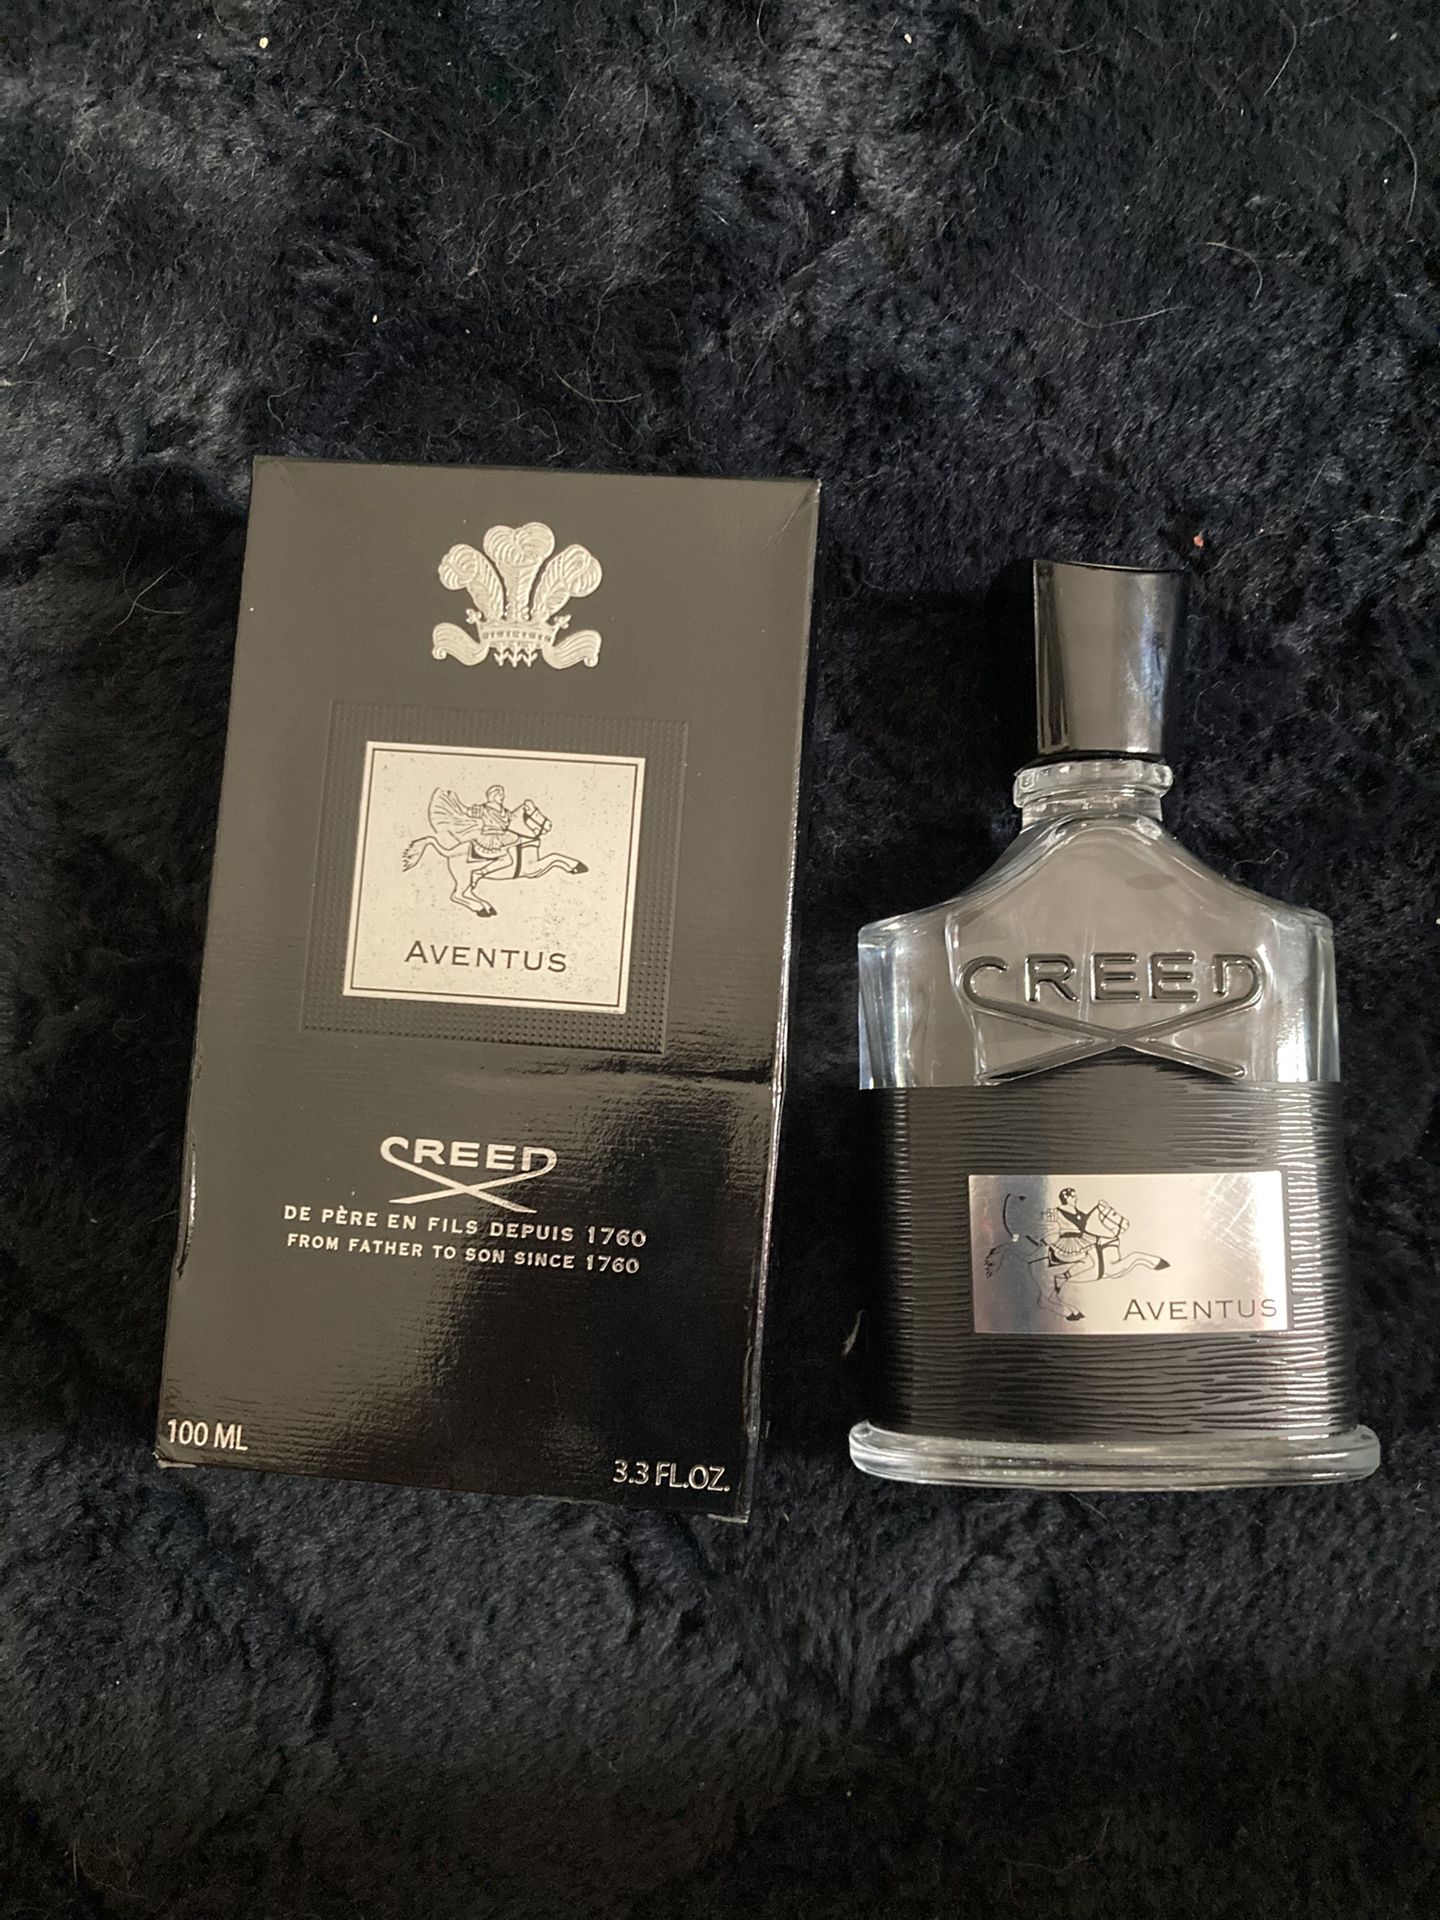 AVENTUS
CREED
DE PÈRE EN FILS DEPUIS 1760
FROM FATHER TO SON SINCE 1760
100 ML
3.3 FL.OZ.
CREED
AVENTUS